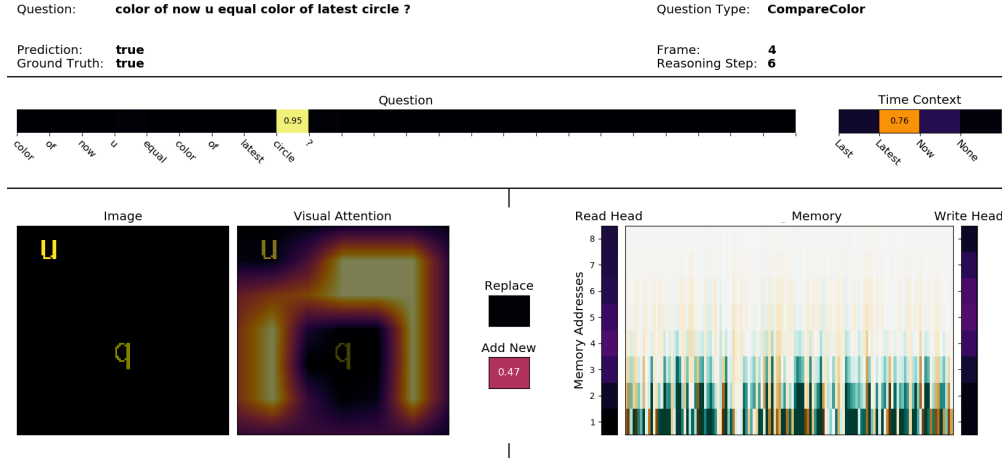 Question: color of now u equal color of latest circle ?
Question Type: CompareColor
Prediction: true
Ground Truth: true
Frame: 4
Reasoning Step: 6
Question
0.95
color of now u equal color of latest circle ?
Time Context
0.76
Last Latest Now None
Image
u
q
Visual Attention
u
q
Replace
Add New
0.47
Read Head
Memory
Write Head
Memory Addresses
8
7
6
5
4
3
2
1